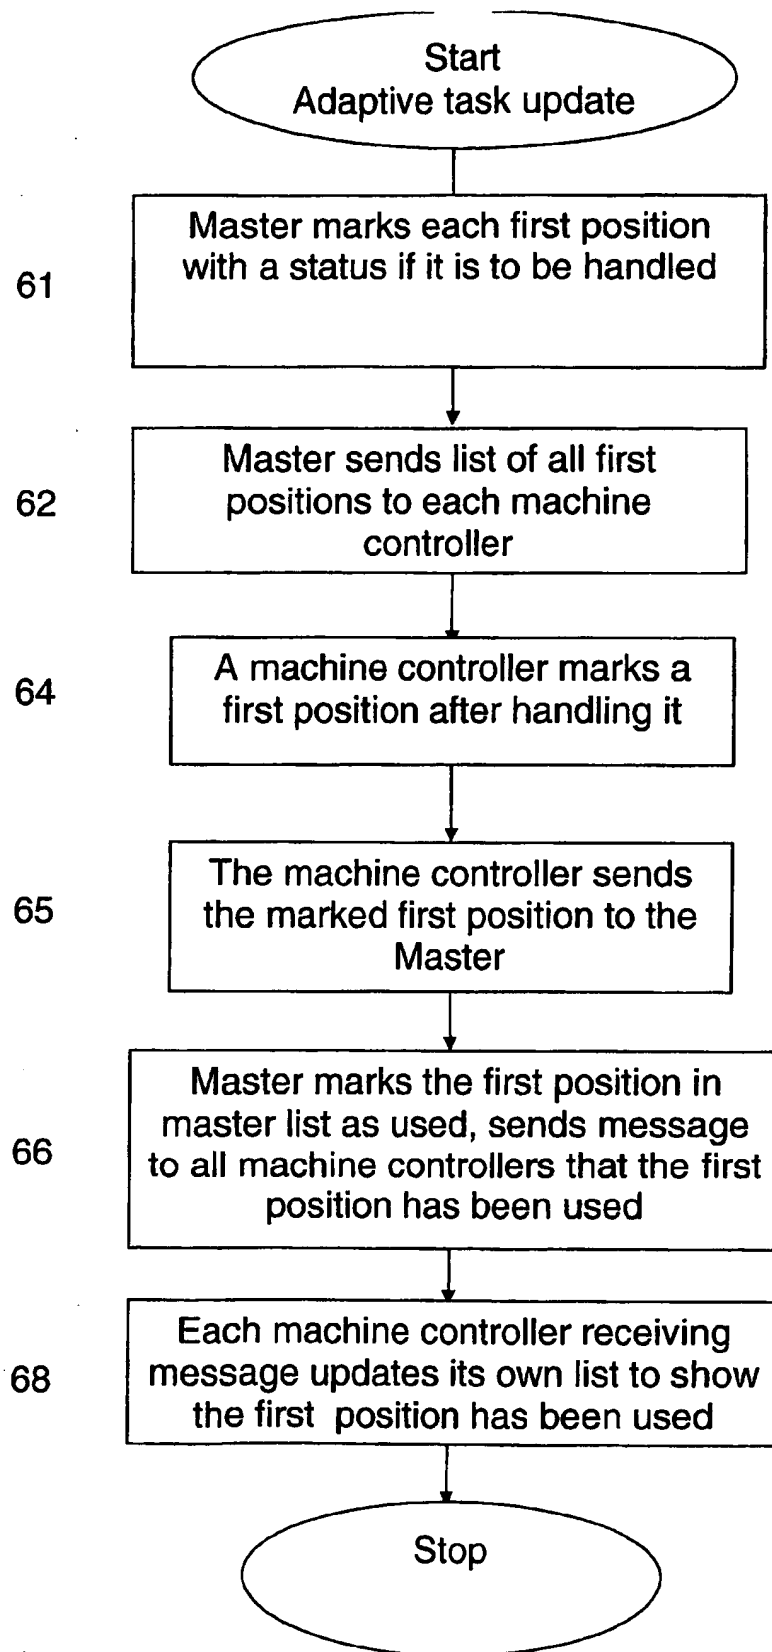 Start
Adaptive task update
61
Master marks each first position
with a status if it is to be handled
62
Master sends list of all first
positions to each machine
controller
64
A machine controller marks a
first position after handling it
65
The machine controller sends
the marked first position to the
Master
66
Master marks the first position in
master list as used, sends message
to all machine controllers that the first
position has been used
68
Each machine controller receiving
message updates its own list to show
the first position has been used
Stop